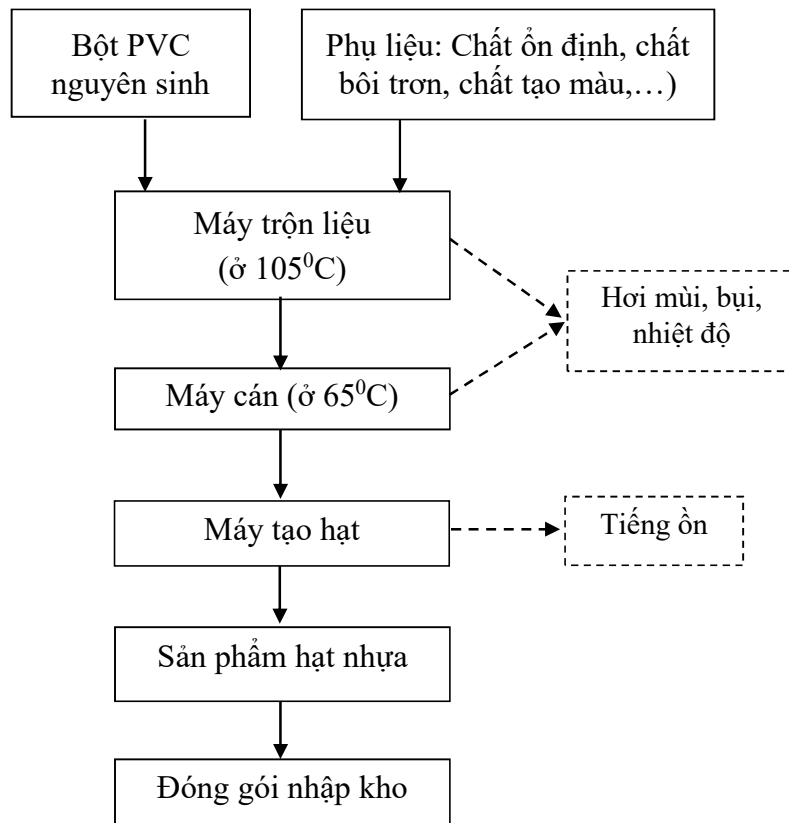 Bột PVC
nguyên sinh
Phụ liệu: Chất ổn định, chất
bôi trơn, chất tạo màu,…)
Máy trộn liệu
(ở 105⁰C)
Hơi mùi, bụi,
nhiệt độ
Máy cán (ở 65⁰C)
Máy tạo hạt
Tiếng ồn
Sản phẩm hạt nhựa
Đóng gói nhập kho